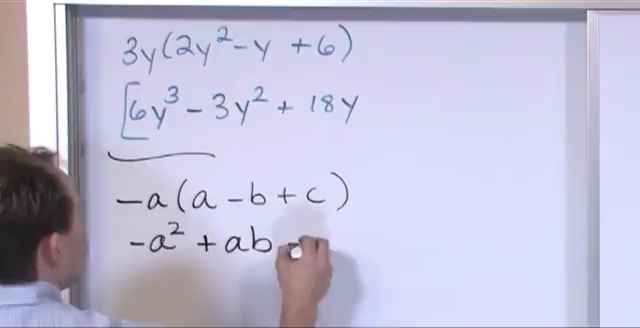 3y(2y² - y + 6)
[6y³ - 3y² + 18y
-a(a - b + c)
-a² + ab -